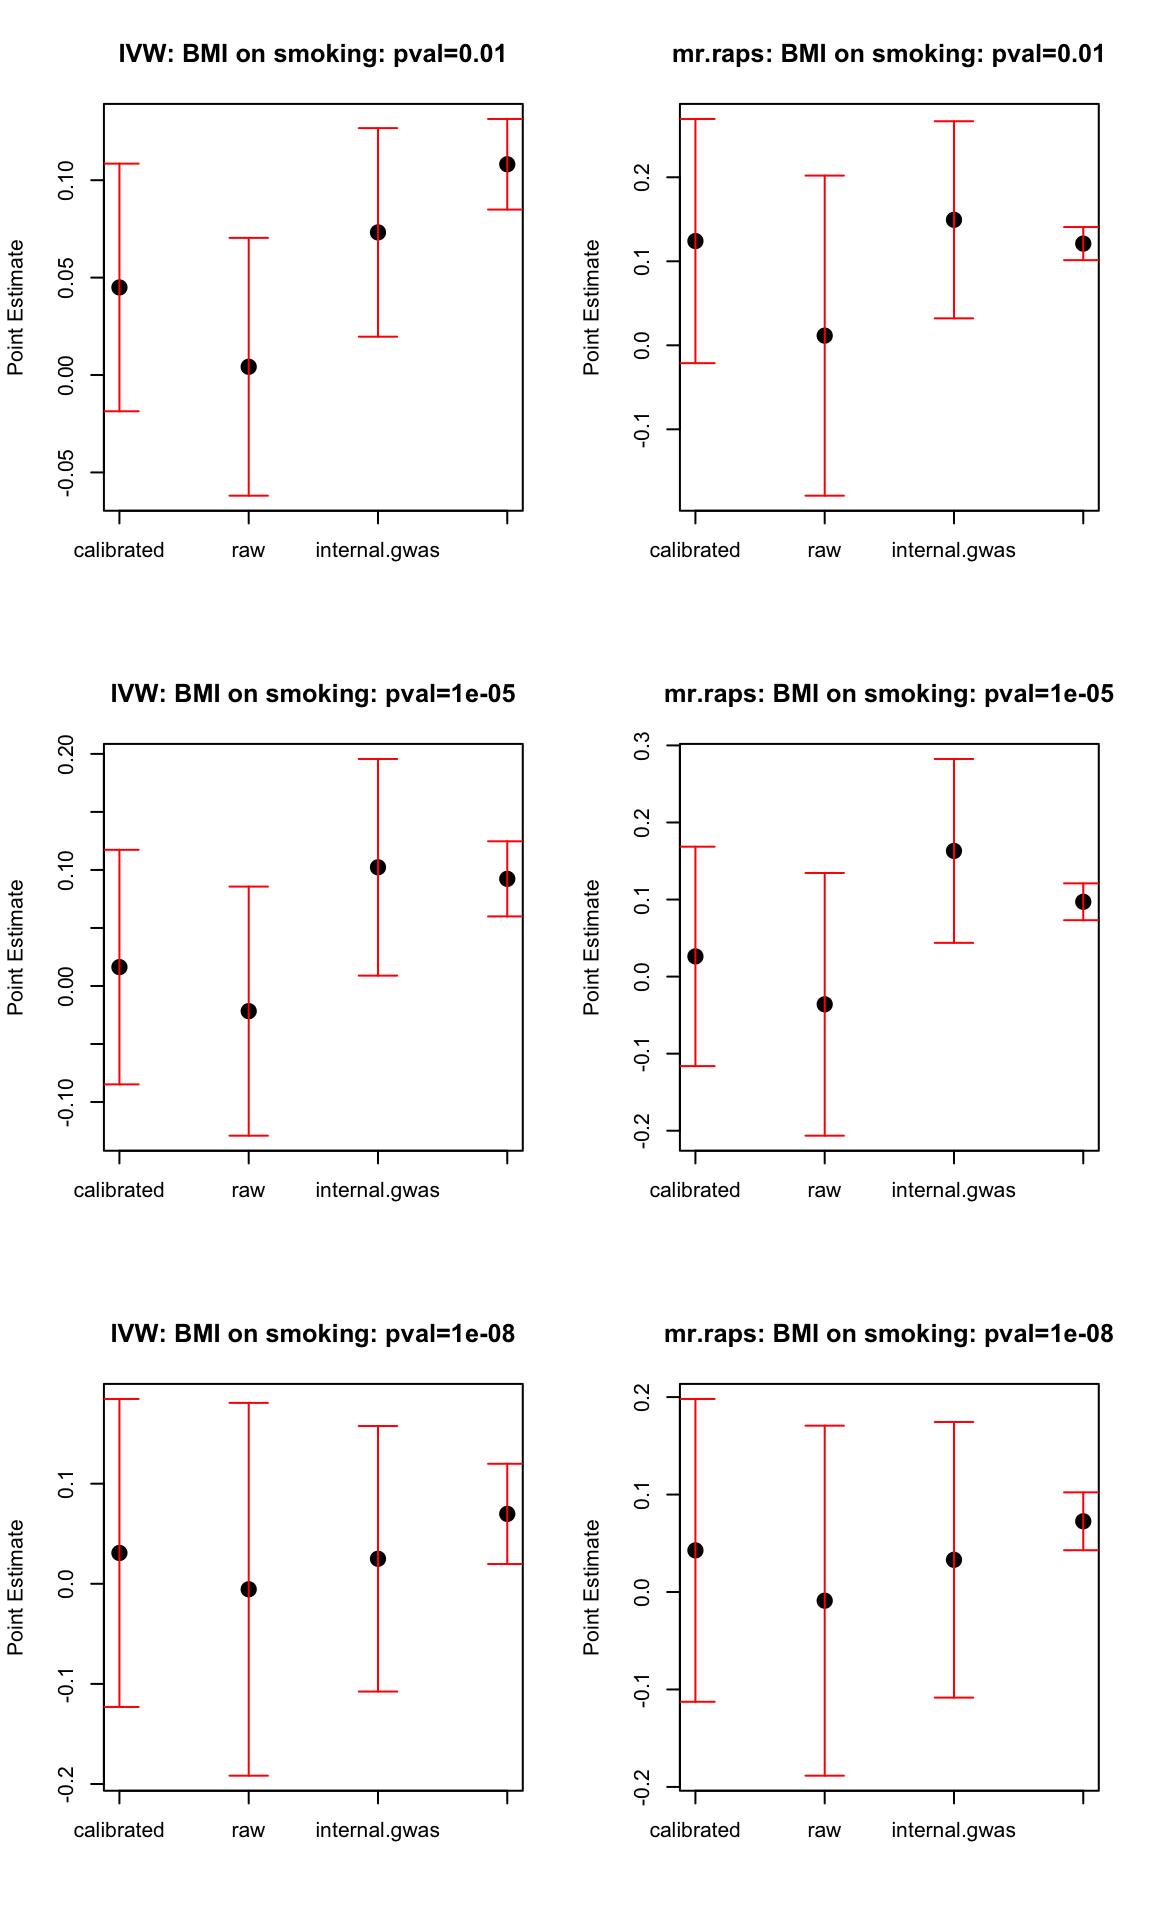 IVW: BMI on smoking: pval=0.01
Point Estimate
0.10
0.05
0.00
-0.05
calibrated raw internal.gwas
mr.raps: BMI on smoking: pval=0.01
Point Estimate
0.2
0.1
0.0
-0.1
calibrated raw internal.gwas
IVW: BMI on smoking: pval=1e-05
Point Estimate
0.20
0.10
0.00
-0.10
calibrated raw internal.gwas
mr.raps: BMI on smoking: pval=1e-05
Point Estimate
0.3
0.2
0.1
0.0
-0.1
-0.2
calibrated raw internal.gwas
IVW: BMI on smoking: pval=1e-08
Point Estimate
0.1
0.0
-0.1
-0.2
calibrated raw internal.gwas
mr.raps: BMI on smoking: pval=1e-08
Point Estimate
0.2
0.1
0.0
-0.1
-0.2
calibrated raw internal.gwas